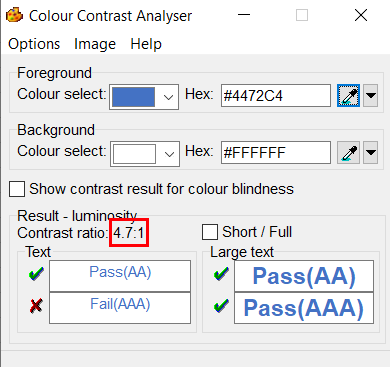 Colour Contrast Analyser
Options Image Help
Foreground
Colour select: Hex: #4472C4
Background
Colour select: Hex: #FFFFFF
Show contrast result for colour blindness
Result - luminosity
Contrast ratio: 4.7:1 Short / Full
Text
Pass(AA)
Fail(AAA)
Large text
Pass(AA)
Pass(AAA)